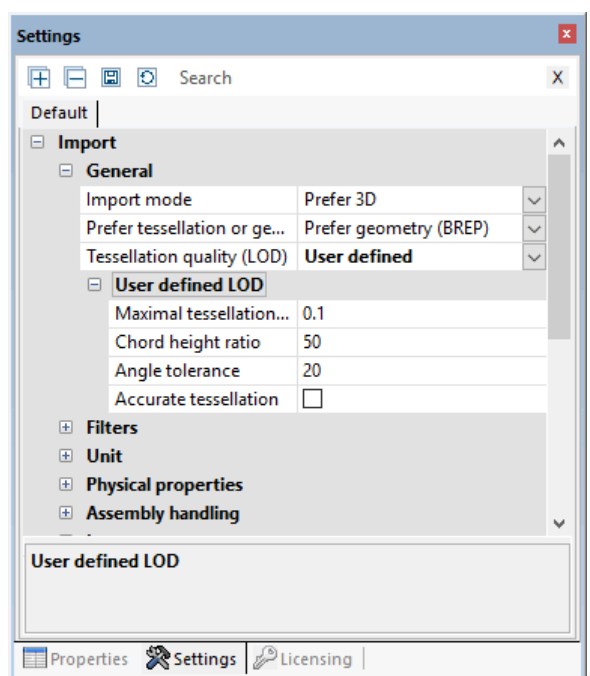 Settings
Search X
Default
Import
General
Import mode Prefer 3D
Prefer tessellation or ge... Prefer geometry (BREP)
Tessellation quality (LOD) User defined
User defined LOD
Maximal tessellation... 0.1
Chord height ratio 50
Angle tolerance 20
Accurate tessellation
Filters
Unit
Physical properties
Assembly handling
User defined LOD
Properties Settings Licensing